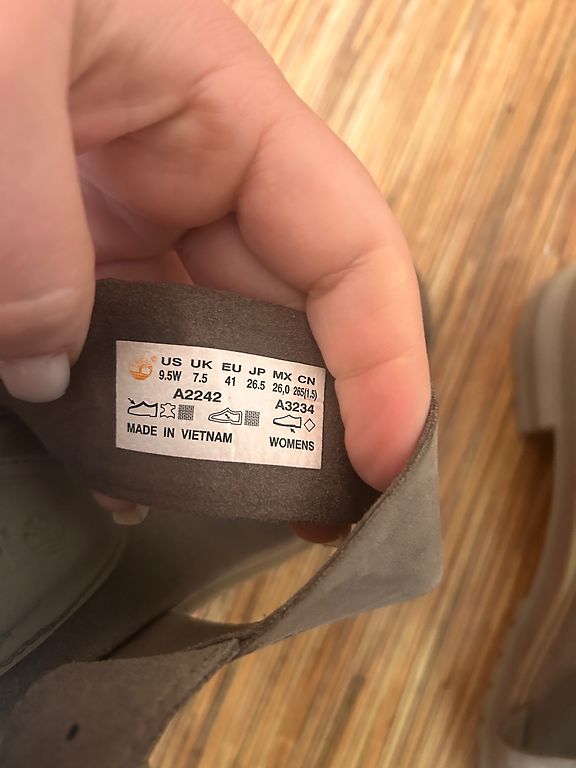 US UK EU JP MX CN
9.5W 7.5 41 26.5 26,0 265(1.5)
A2242 A3234
MADE IN VIETNAM WOMENS